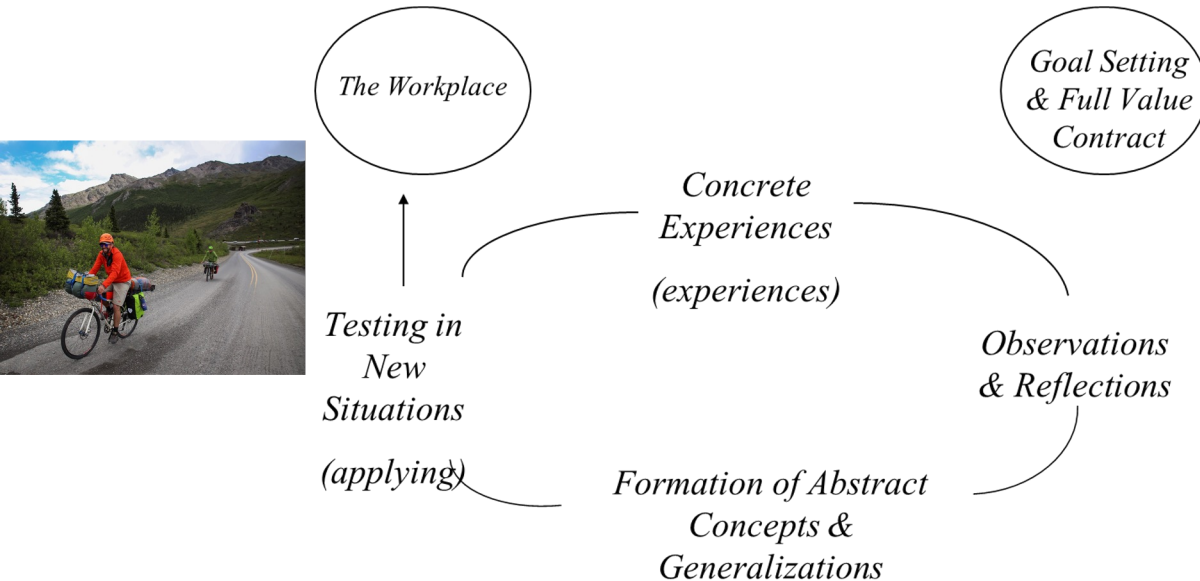 The Workplace
Goal Setting
& Full Value
Contract
Concrete
Experiences
(experiences)
Testing in
New
Situations
(applying)
Observations
& Reflections
Formation of Abstract
Concepts &
Generalizations